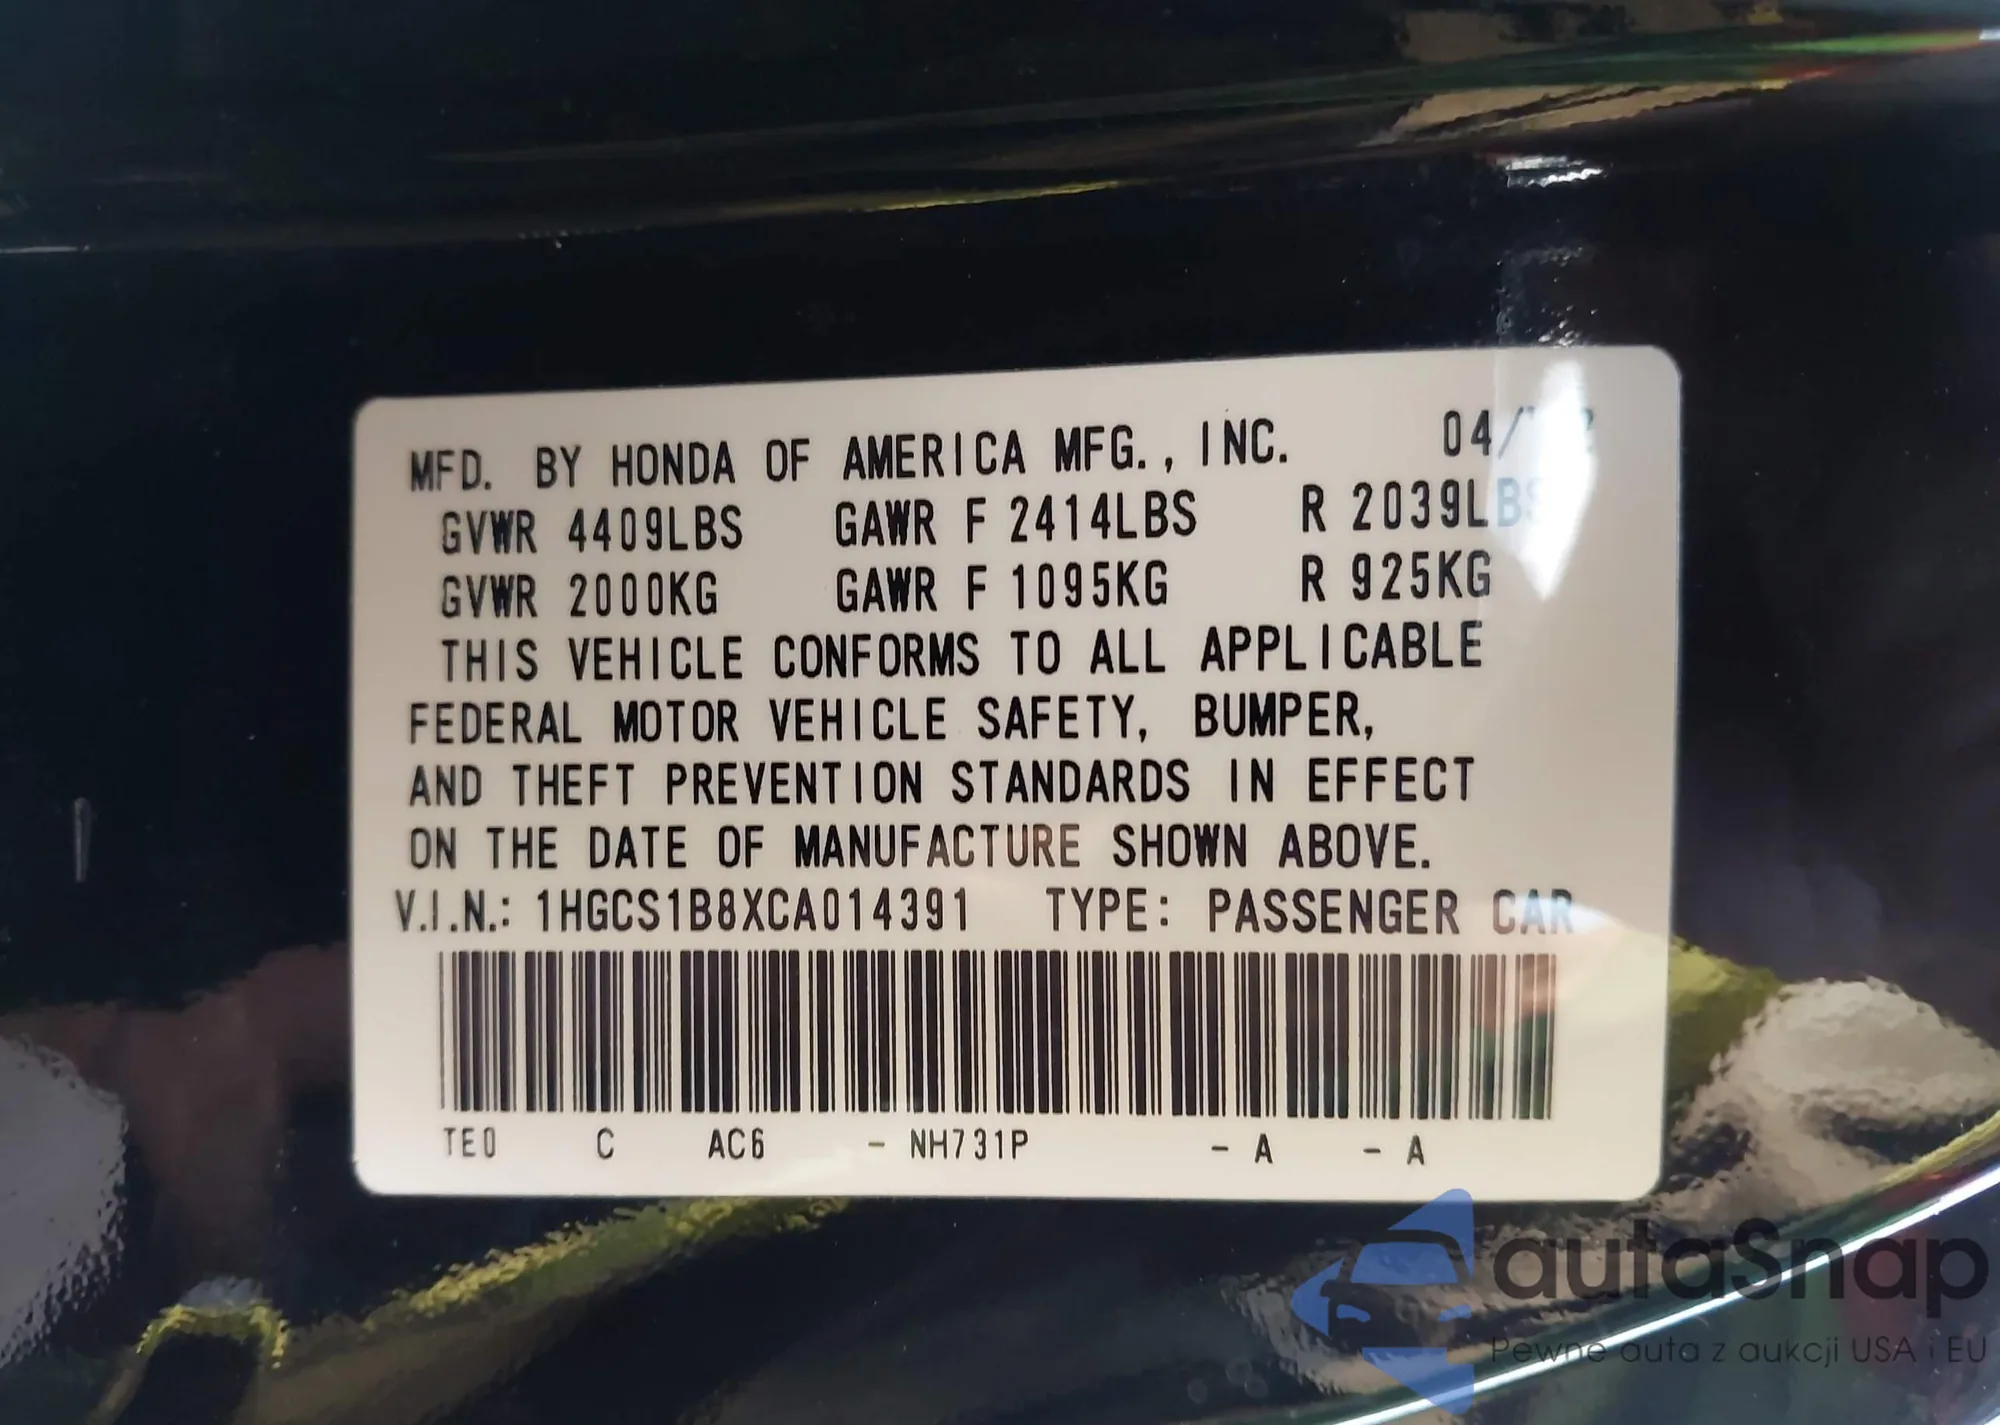 MFD. BY HONDA OF AMERICA MFG., INC. 04/
GVWR 4409LBS GAWR F 2414LBS R 2039LBS
GVWR 2000KG GAWR F 1095KG R 925KG
THIS VEHICLE CONFORMS TO ALL APPLICABLE
FEDERAL MOTOR VEHICLE SAFETY, BUMPER,
AND THEFT PREVENTION STANDARDS IN EFFECT
ON THE DATE OF MANUFACTURE SHOWN ABOVE.
V.I.N.: 1HGCS1B8XCA014391 TYPE: PASSENGER CAR
TE0 C AC6 - NH731P - A - A
autaSnap
Pewne auta z aukcji USA i EU